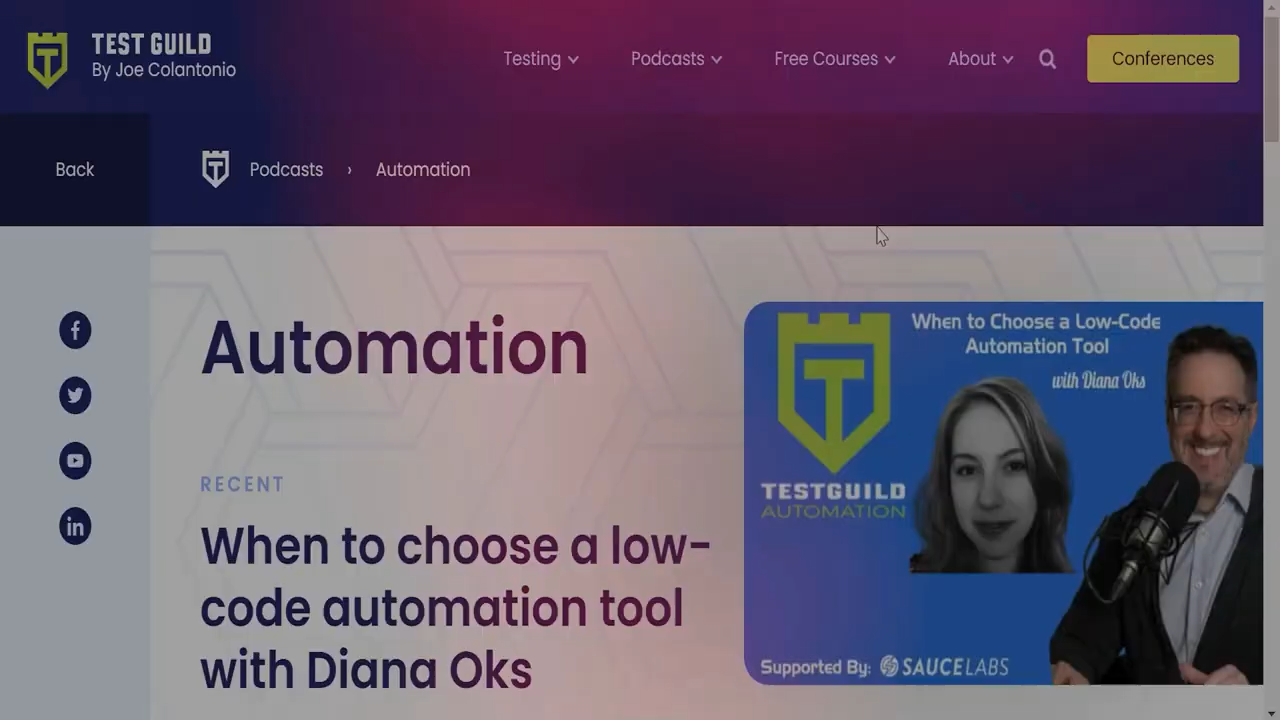 TEST GUILD
By Joe Colantonio
Testing
Podcasts
Free Courses
About
Conferences
Back
Podcasts
›
Automation
Automation
RECENT
When to choose a low-
code automation tool
with Diana Oks
When to Choose a Low-Code
Automation Tool
with Diana Oks
T
TESTGUILD
AUTOMATION
Supported By: SAUCELABS